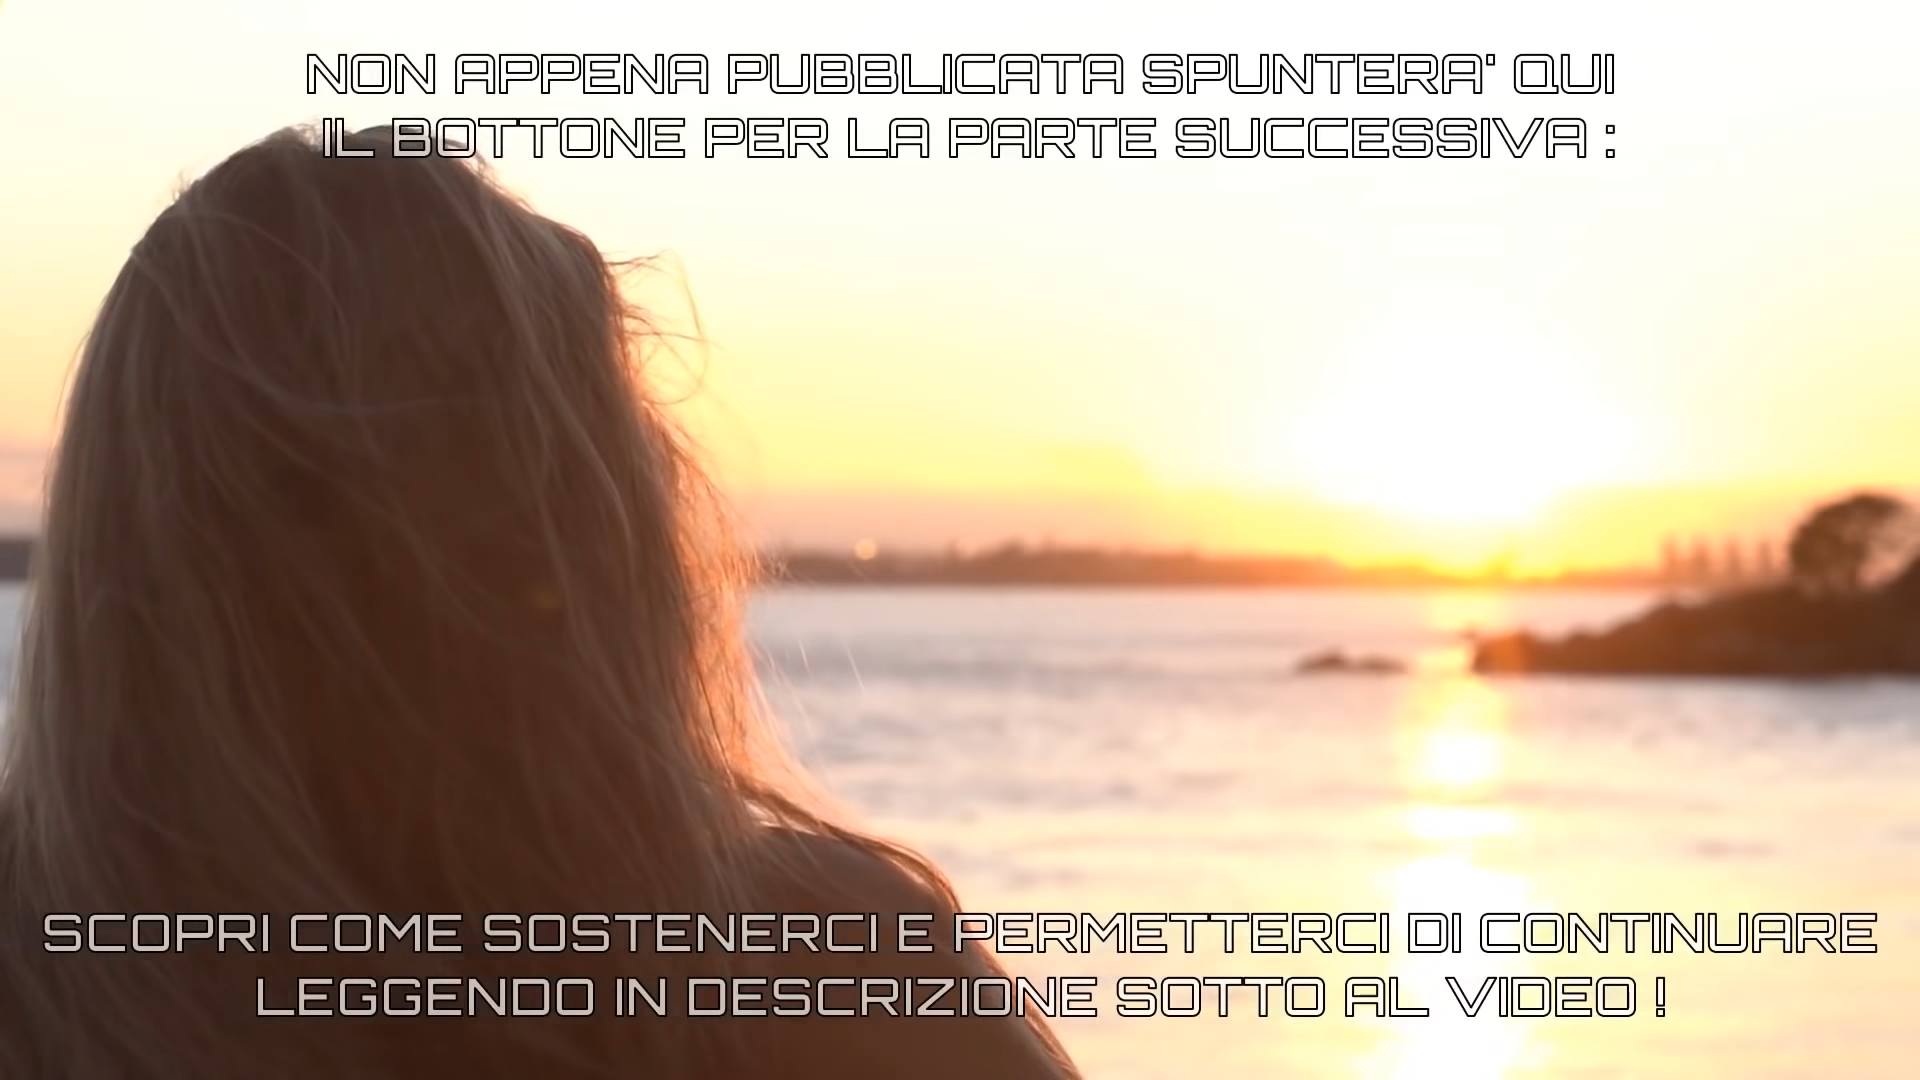 NON APPENA PUBBLICATA SPUNTERA' QUI
IL BOTTONE PER LA PARTE SUCCESSIVA :
SCOPRI COME SOSTENERCI E PERMETTERCI DI CONTINUARE
LEGGENDO IN DESCRIZIONE SOTTO AL VIDEO !